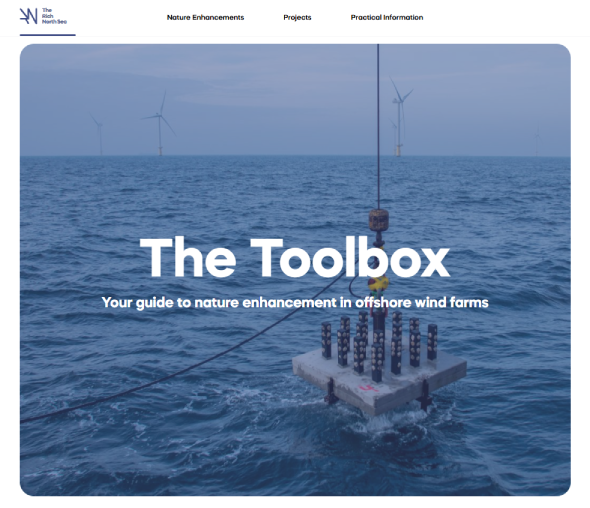 The
Rich
North Sea
Nature Enhancements
Projects
Practical Information
The Toolbox
Your guide to nature enhancement in offshore wind farms